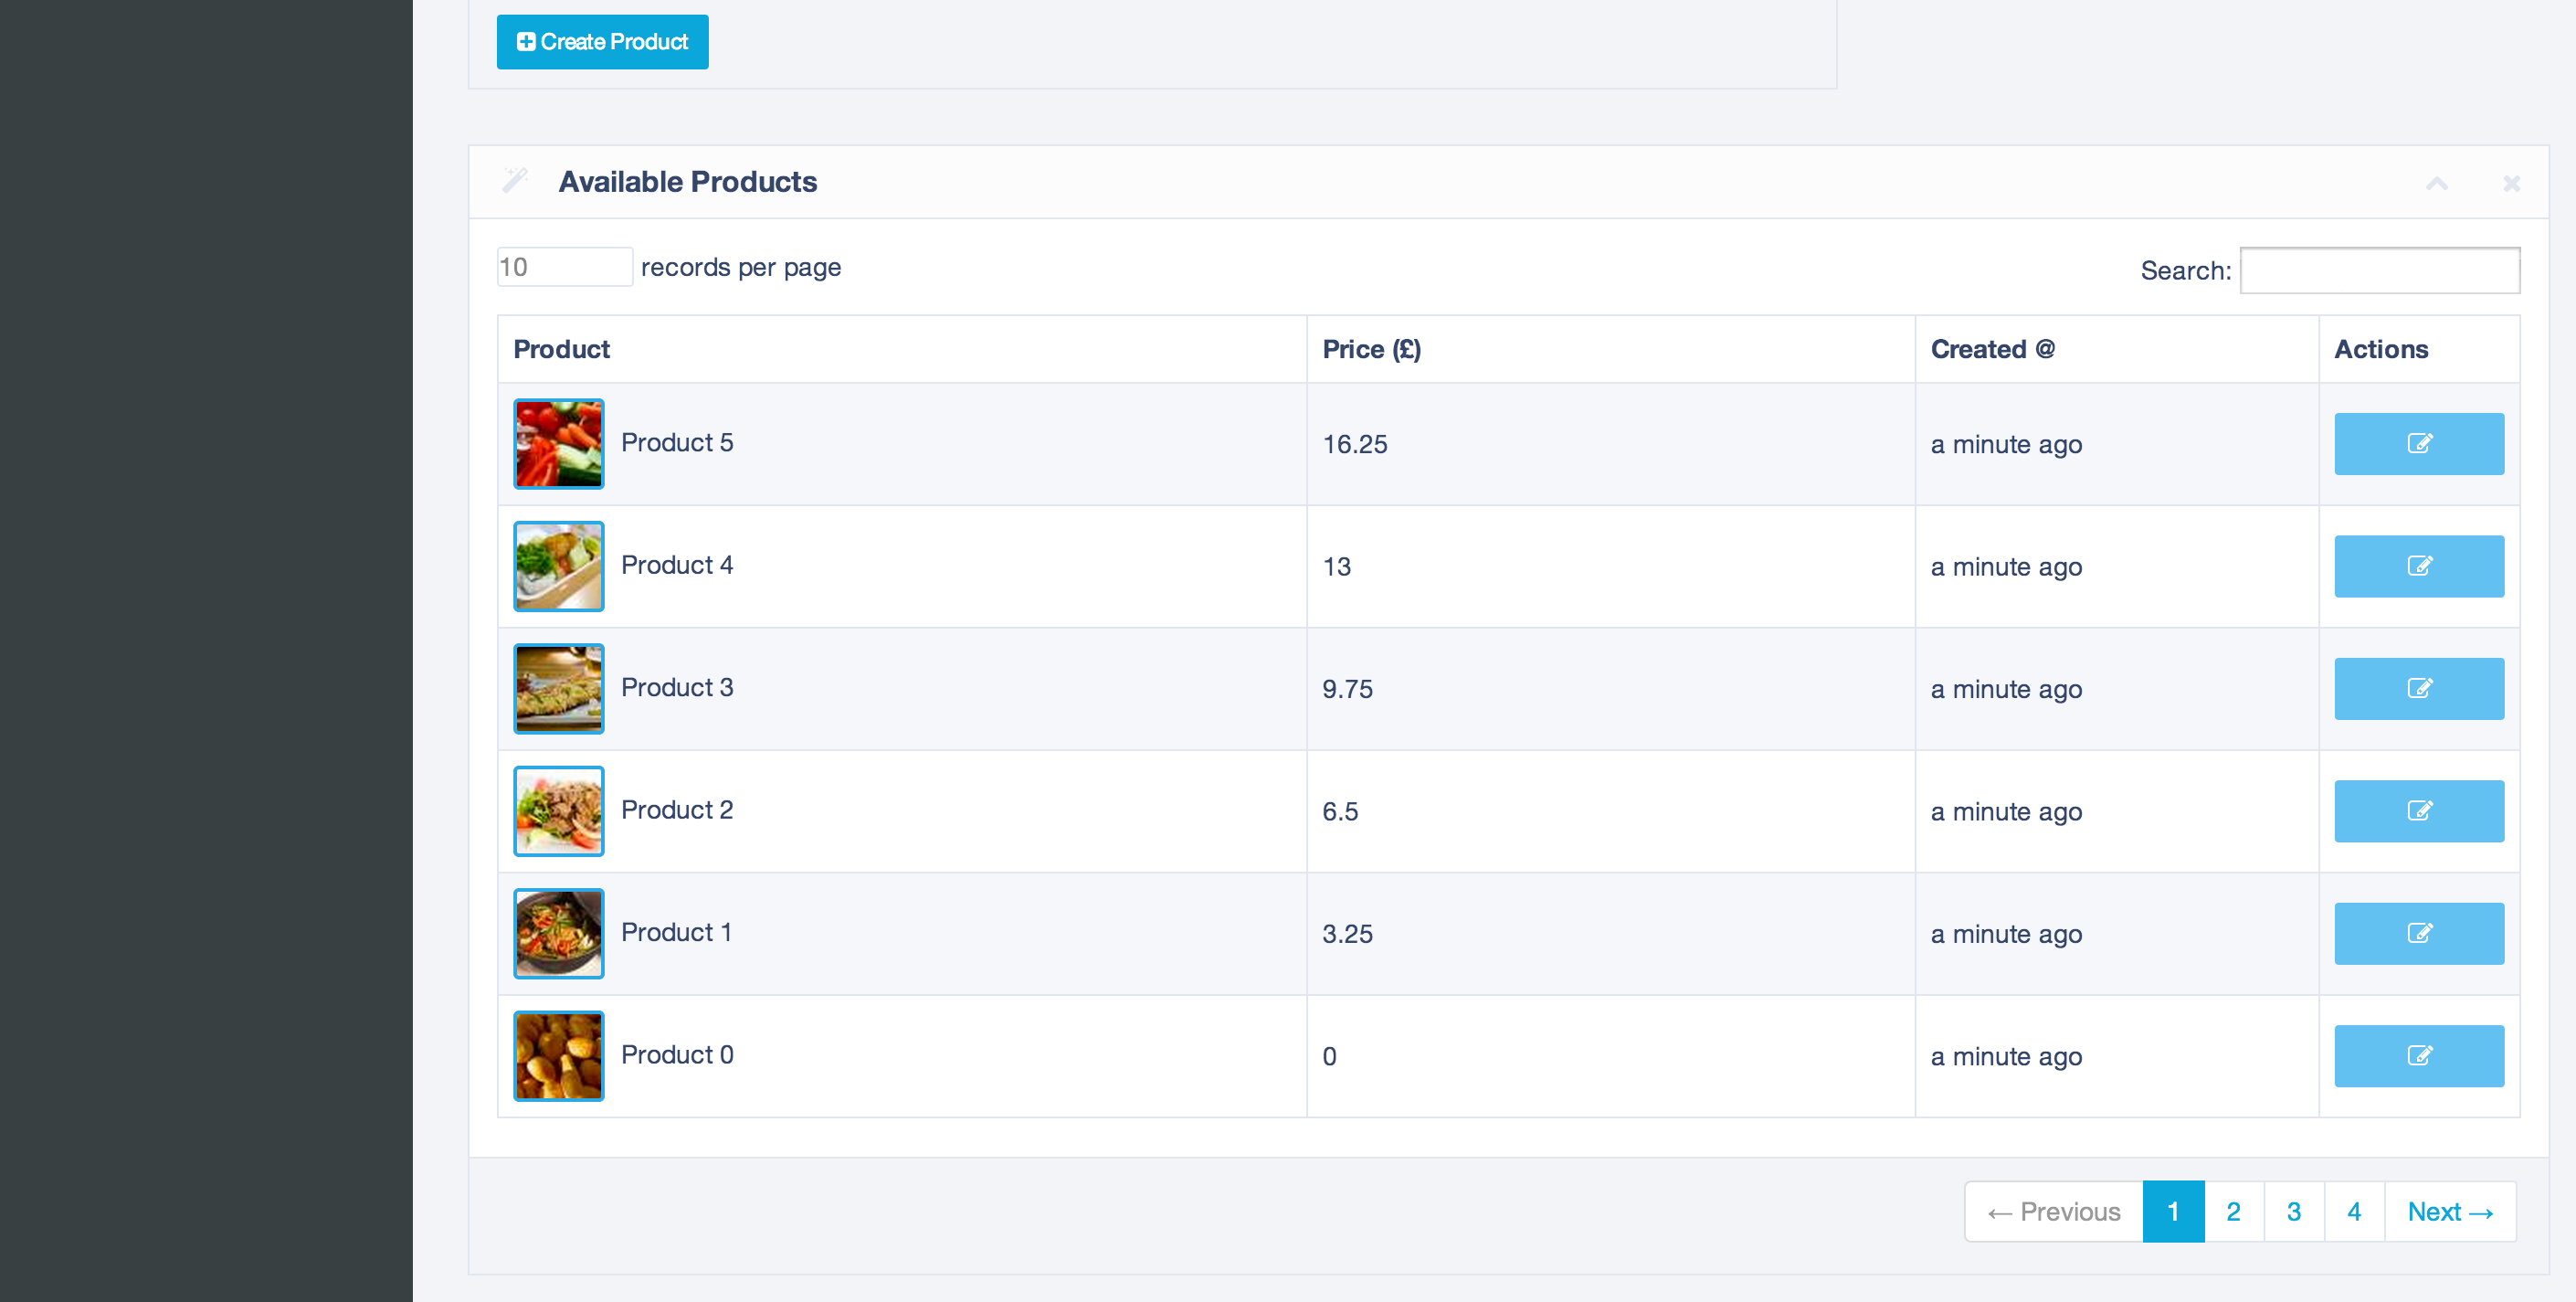 Create Product
Available Products
10 records per page Search:
Product Price (£) Created @ Actions
Product 5 16.25 a minute ago
Product 4 13 a minute ago
Product 3 9.75 a minute ago
Product 2 6.5 a minute ago
Product 1 3.25 a minute ago
Product 0 0 a minute ago
← Previous 1 2 3 4 Next →